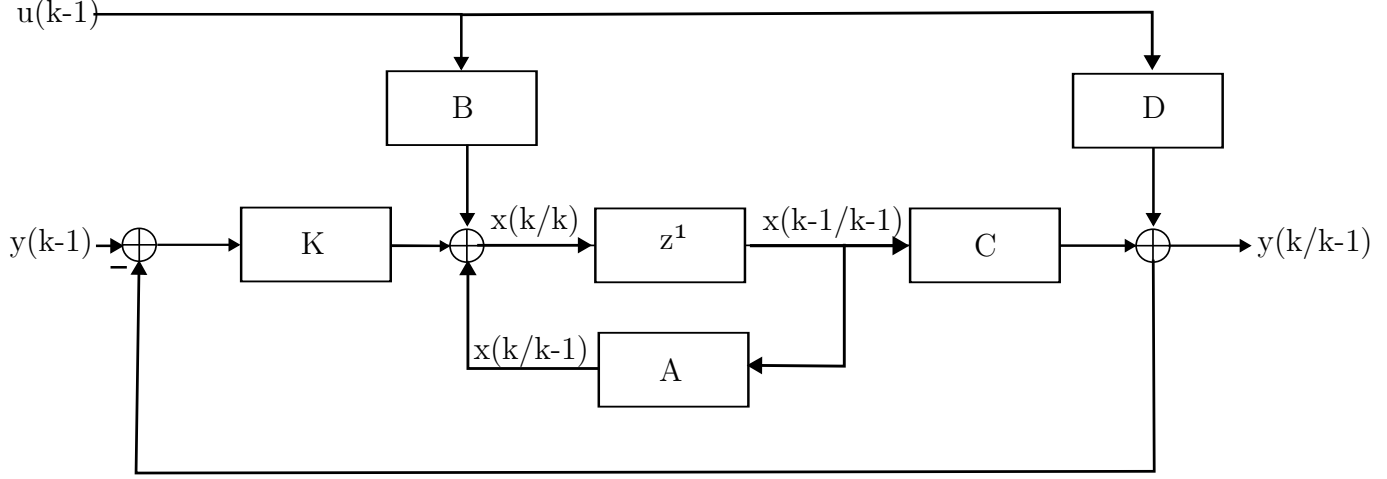 u(k-1)
B
D
y(k-1)
−
K
x(k/k)
z¹
x(k-1/k-1)
C
y(k/k-1)
x(k/k-1)
A